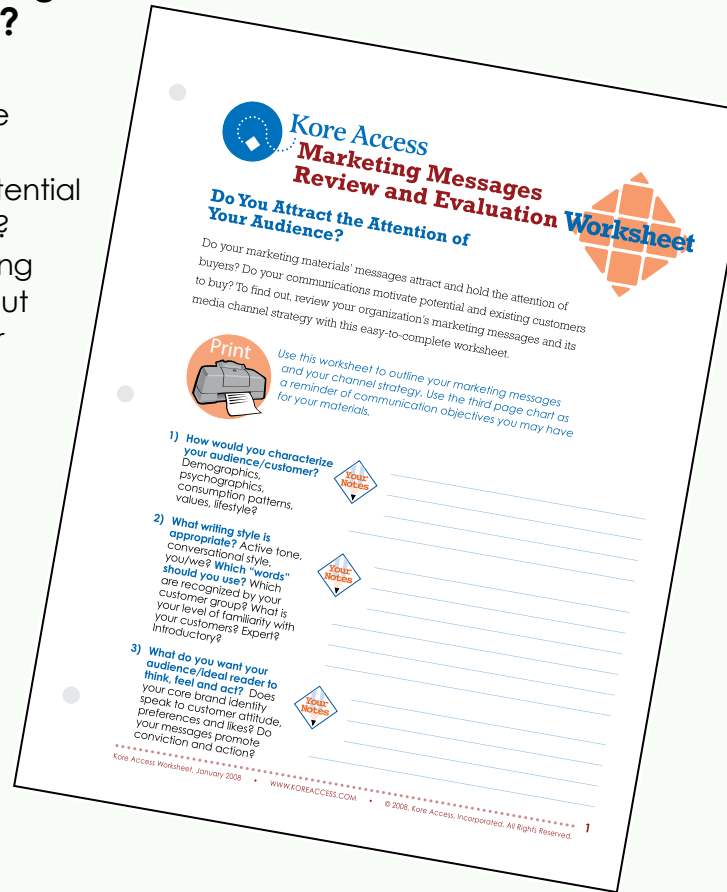 ?
tential
?
Kore Access
Marketing Messages
Review and Evaluation Worksheet
Do You Attract the Attention of
Your Audience?
Do your marketing materials' messages attract and hold the attention of
buyers? Do your communications motivate potential and existing customers
to buy? To find out, review your organization's marketing messages and its
media channel strategy with this easy-to-complete worksheet.
Print
Use this worksheet to outline your marketing messages
and your channel strategy. Use the third page chart as
a reminder of communication objectives you may have
for your materials.
1) How would you characterize
your audience/customer?
Demographics,
psychographics,
consumption patterns,
values, lifestyle?
Your
Notes
2) What writing style is
appropriate? Active tone,
conversational style,
you/we? Which "words"
should you use? Which
are recognized by your
customer group? What is
your level of familiarity with
your customers? Expert?
Introductory?
Your
Notes
3) What do you want your
audience/ideal reader to
think, feel and act? Does
your core brand identity
speak to customer attitude,
preferences and likes? Do
your messages promote
conviction and action?
Your
Notes
Kore Access Worksheet, January 2008 • WWW.KOREACCESS.COM • © 2008, Kore Access, Incorporated. All Rights Reserved. 1